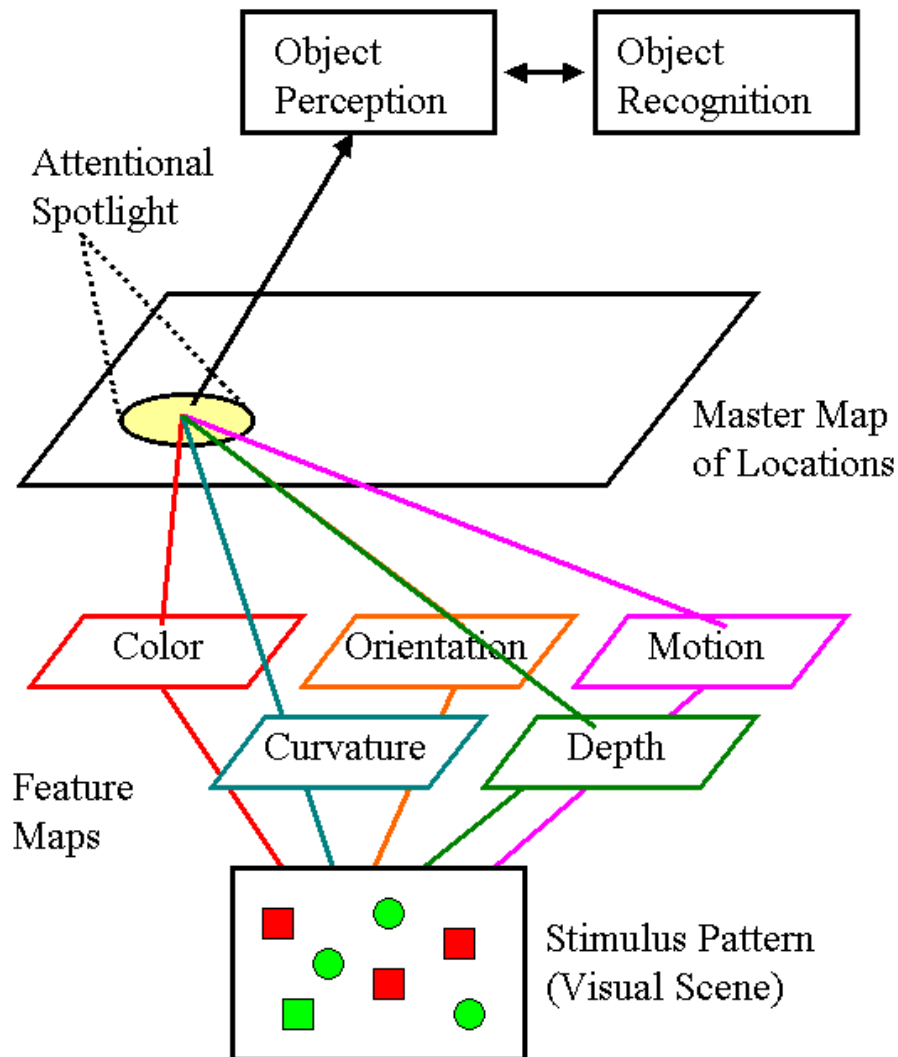 Object
Perception
Object
Recognition
Attentional
Spotlight
Master Map
of Locations
Color
Orientation
Motion
Curvature
Depth
Feature
Maps
Stimulus Pattern
(Visual Scene)